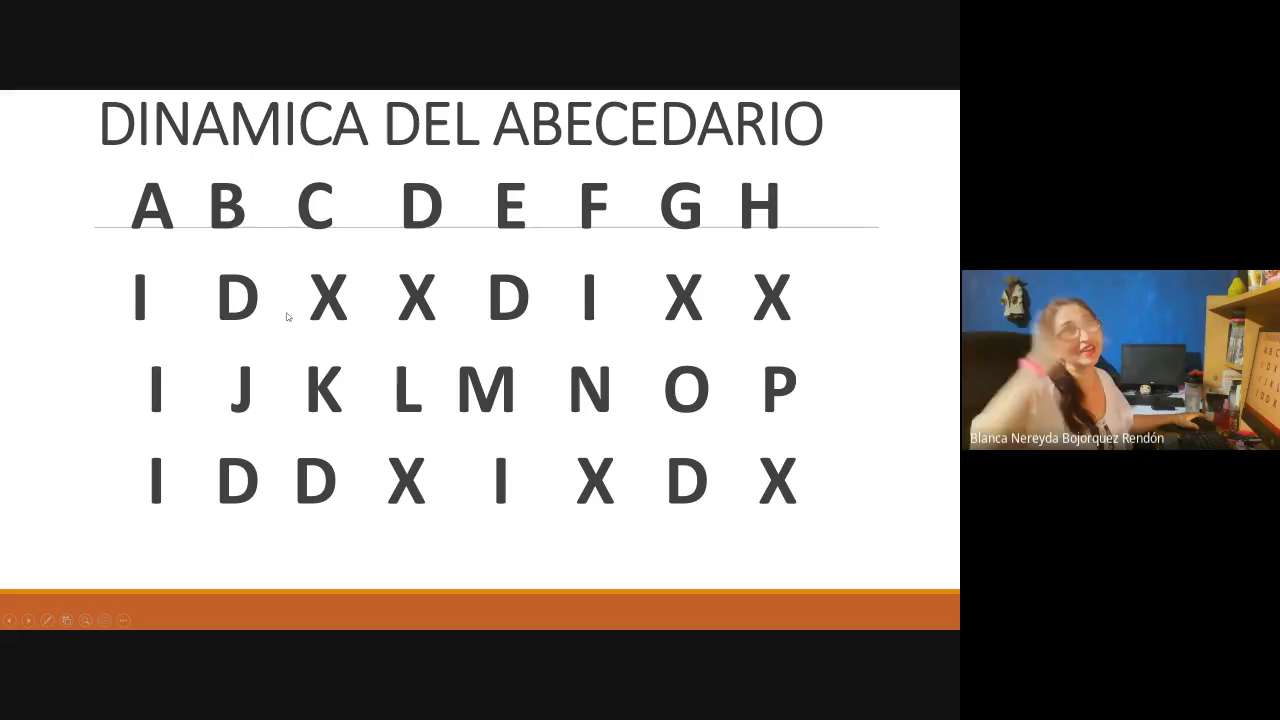 DINAMICA DEL ABECEDARIO
A B C D E F G H
I D X X D I X X
I J K L M N O P
I D D X I X D X
Blanca Nereyda Bojorquez Rendón